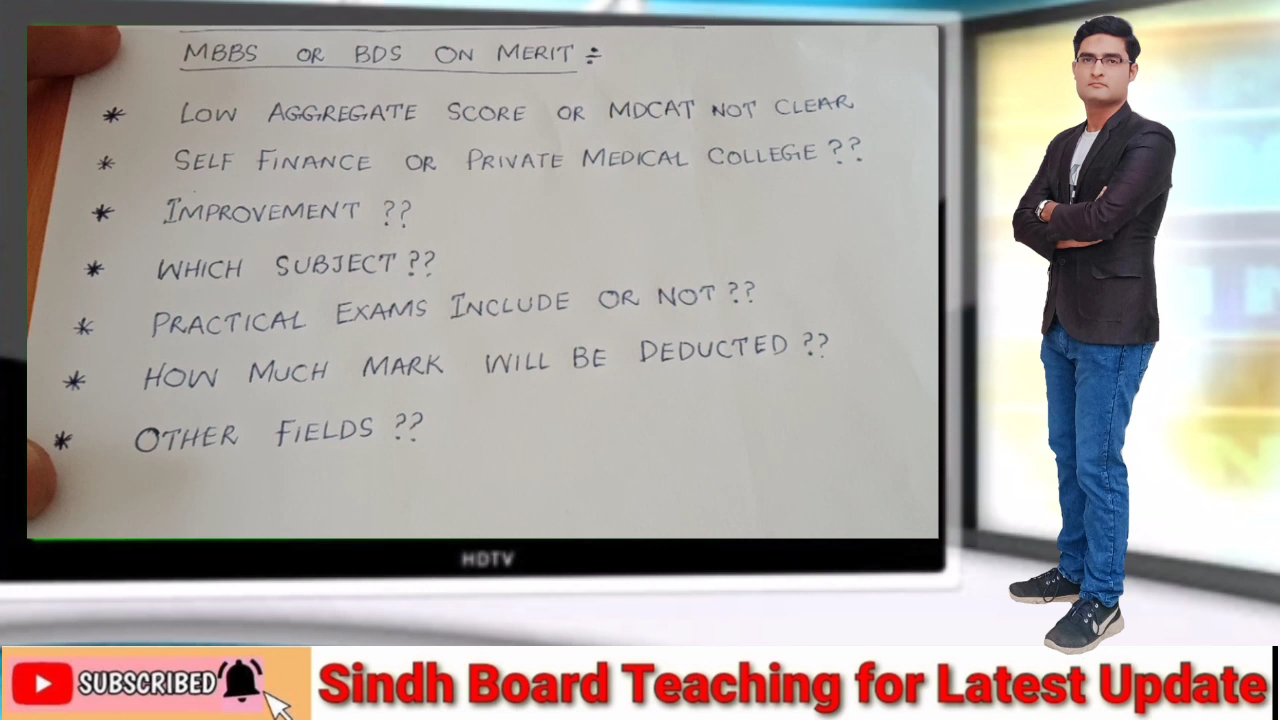 MBBS OR BDS ON MERIT ÷
* LOW AGGREGATE SCORE OR MDCAT NOT CLEAR
* SELF FINANCE OR PRIVATE MEDICAL COLLEGE ??
* IMPROVEMENT ??
* WHICH SUBJECT ??
* PRACTICAL EXAMS INCLUDE OR NOT ??
* HOW MUCH MARK WILL BE DEDUCTED ??
* OTHER FIELDS ??
HDTV
SUBSCRIBED
Sindh Board Teaching for Latest Update